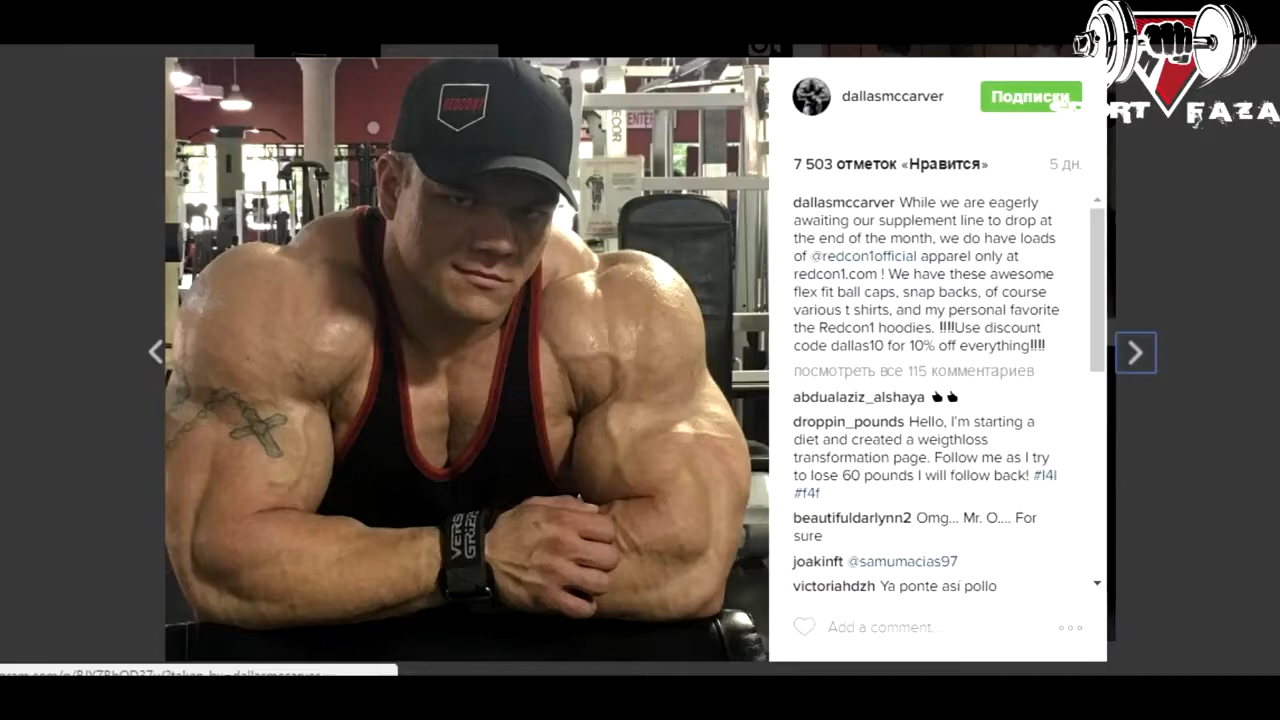 REDCON1
VERSA
GRIPPS
dallasmccarver
Подписки
SPORT FAZA
7 503 отметок «Нравится»
5 дн.
dallasmccarver While we are eagerly
awaiting our supplement line to drop at
the end of the month, we do have loads
of @redcon1official apparel only at
redcon1.com ! We have these awesome
flex fit ball caps, snap backs, of course
various t shirts, and my personal favorite
the Redcon1 hoodies. !!!!Use discount
code dallas10 for 10% off everything!!!!
посмотреть все 115 комментариев
abdualaziz_alshaya
droppin_pounds Hello, I'm starting a
diet and created a weigthloss
transformation page. Follow me as I try
to lose 60 pounds I will follow back! #l4l
#f4f
beautifuldarlynn2 Omg... Mr. O.... For
sure
joakinft @samumacias97
victoriahdzh Ya ponte así pollo
Add a comment...